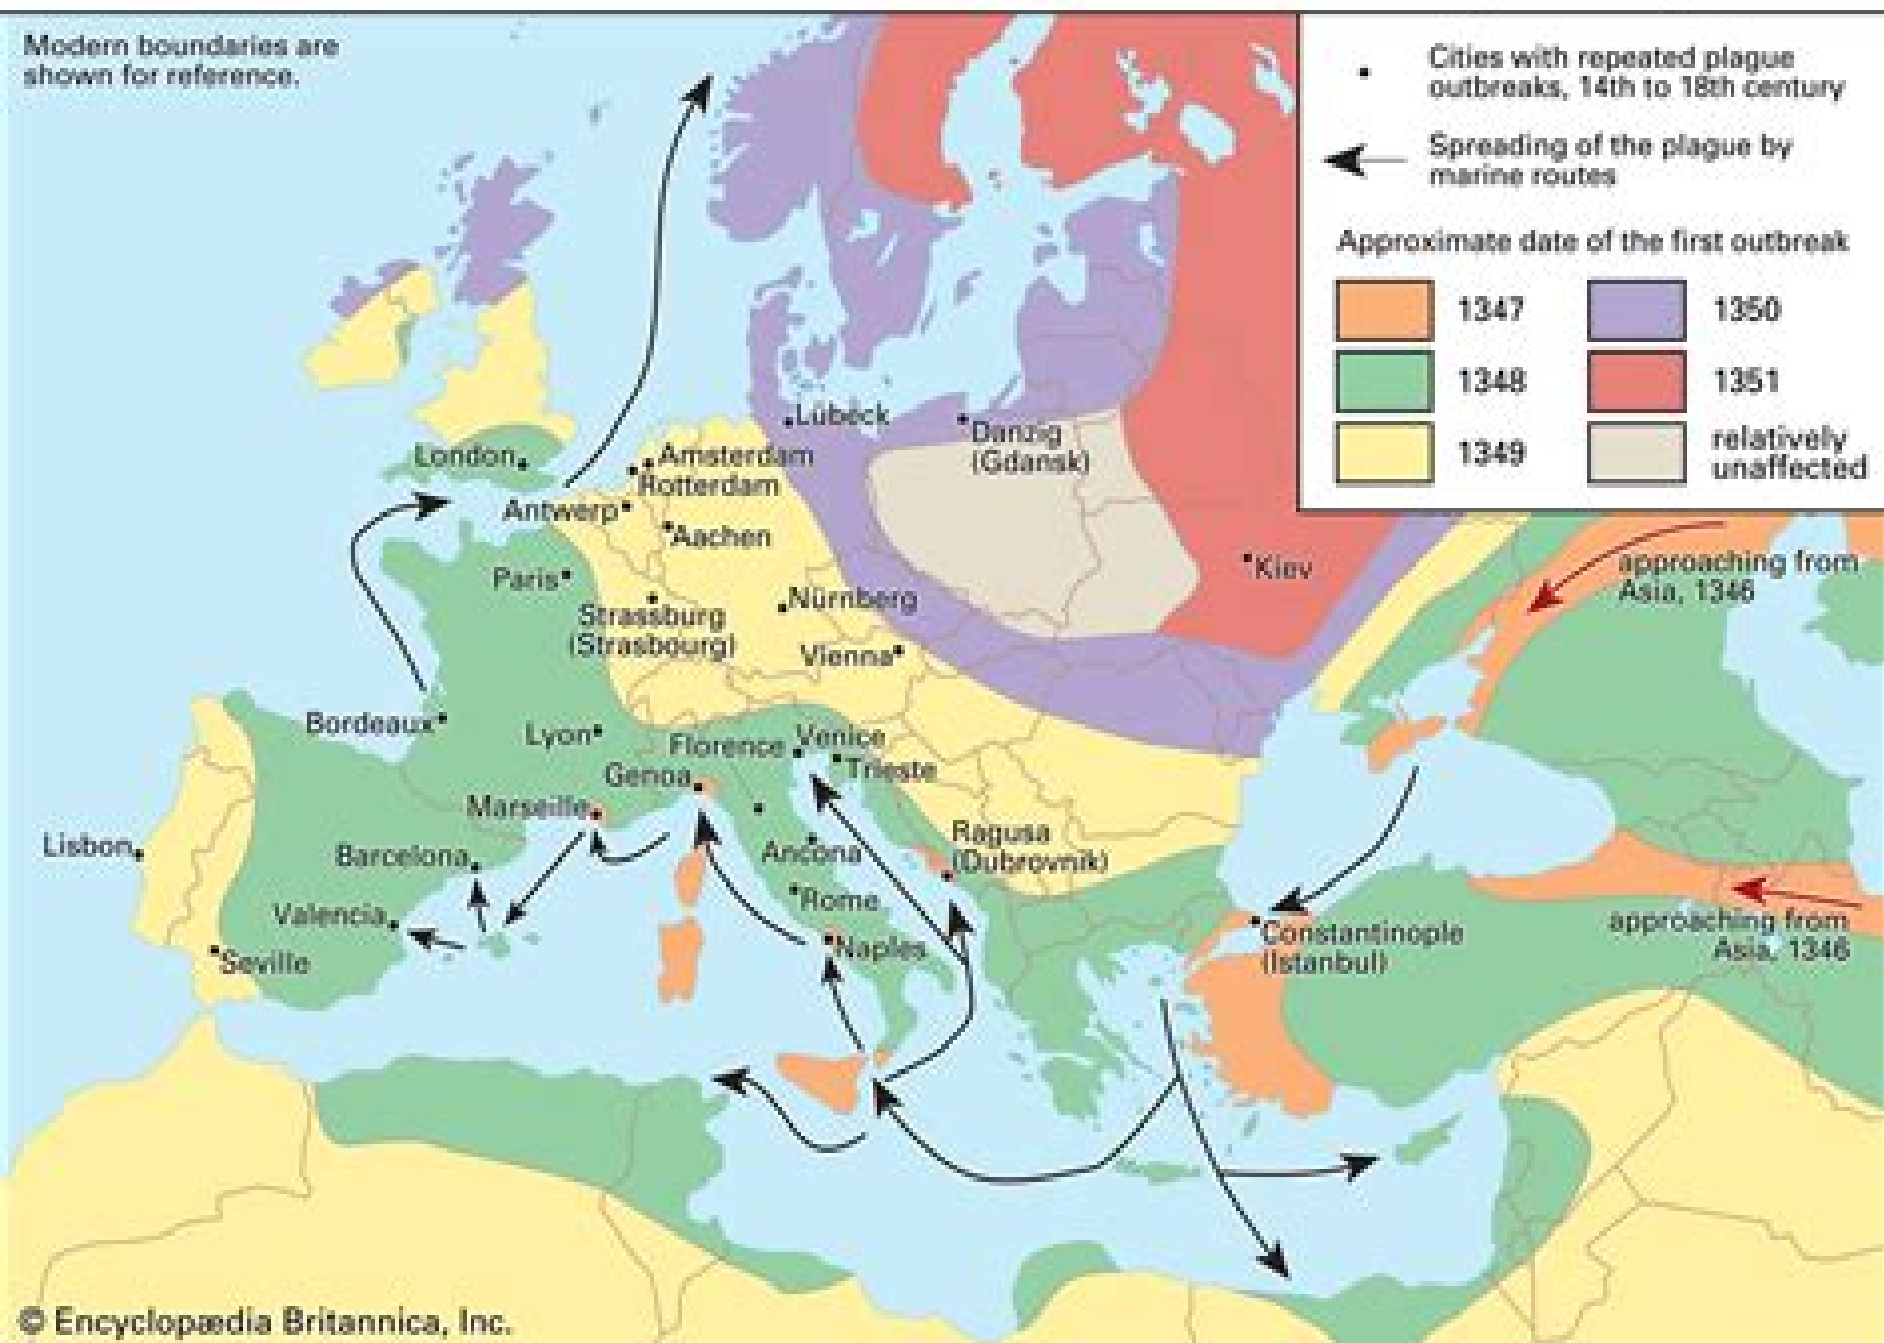 Modern boundaries are
shown for reference.
Cities with repeated plague
outbreaks, 14th to 18th century
Spreading of the plague by
marine routes
Approximate date of the first outbreak
1347
1350
1348
1351
1349
relatively
unaffected
Lübeck
Danzig
(Gdansk)
London
Amsterdam
Rotterdam
Antwerp
Aachen
Kiev
approaching from
Asia, 1346
Paris
Nürnberg
Strassburg
(Strasbourg)
Vienna
Bordeaux
Lyon
Florence
Venice
Trieste
Genoa
Marseille
Lisbon
Barcelona
Ancona
Ragusa
(Dubrovnik)
Rome
Valencia
Seville
Naples
Constantinople
(Istanbul)
approaching from
Asia, 1346
© Encyclopædia Britannica, Inc.